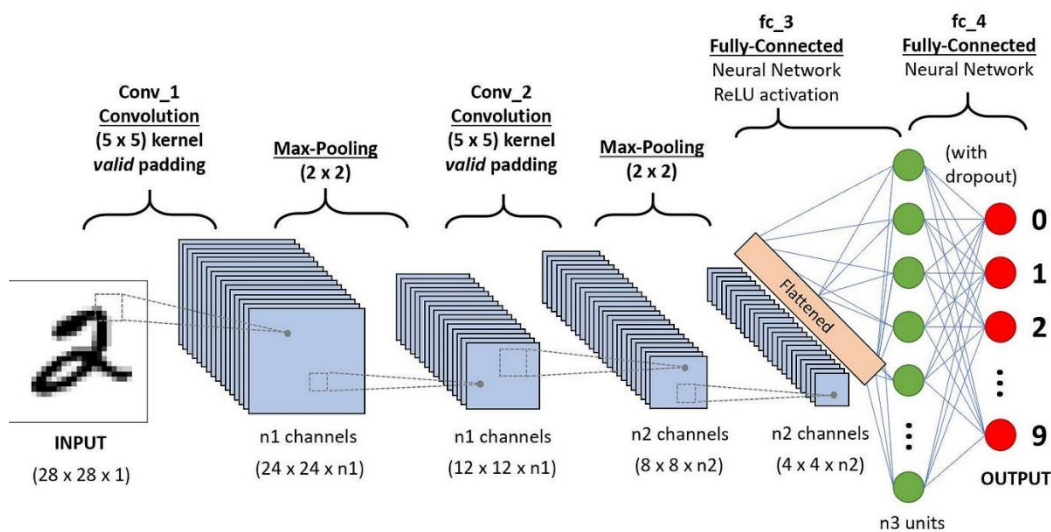 fc_3
Fully-Connected
Neural Network
ReLU activation
fc_4
Fully-Connected
Neural Network
Conv_1
Convolution
(5 x 5) kernel
valid padding
Max-Pooling
(2 x 2)
Conv_2
Convolution
(5 x 5) kernel
valid padding
Max-Pooling
(2 x 2)
(with
dropout)
Flattened
0
1
2
9
INPUT
(28 x 28 x 1)
n1 channels
(24 x 24 x n1)
n1 channels
(12 x 12 x n1)
n2 channels
(8 x 8 x n2)
n2 channels
(4 x 4 x n2)
n3 units
OUTPUT
2